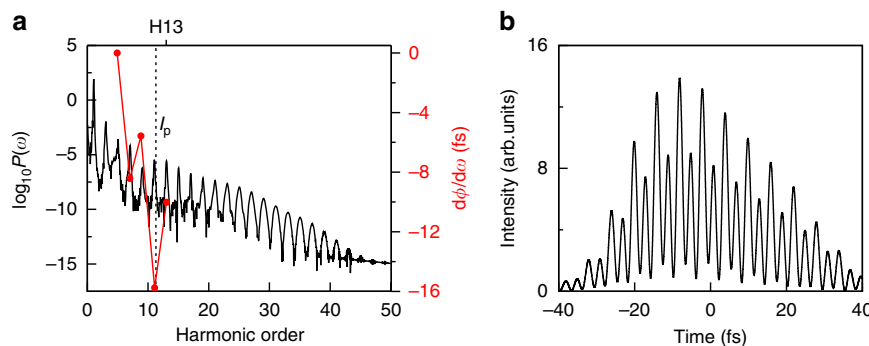 a
H13
5
0
−5
−10
−15
log10P(ω)
Ip
0
−4
−8
−12
−16
dϕ/dω (fs)
0 10 20 30 40 50
Harmonic order
b
16
8
0
Intensity (arb.units)
−40 −20 0 20 40
Time (fs)